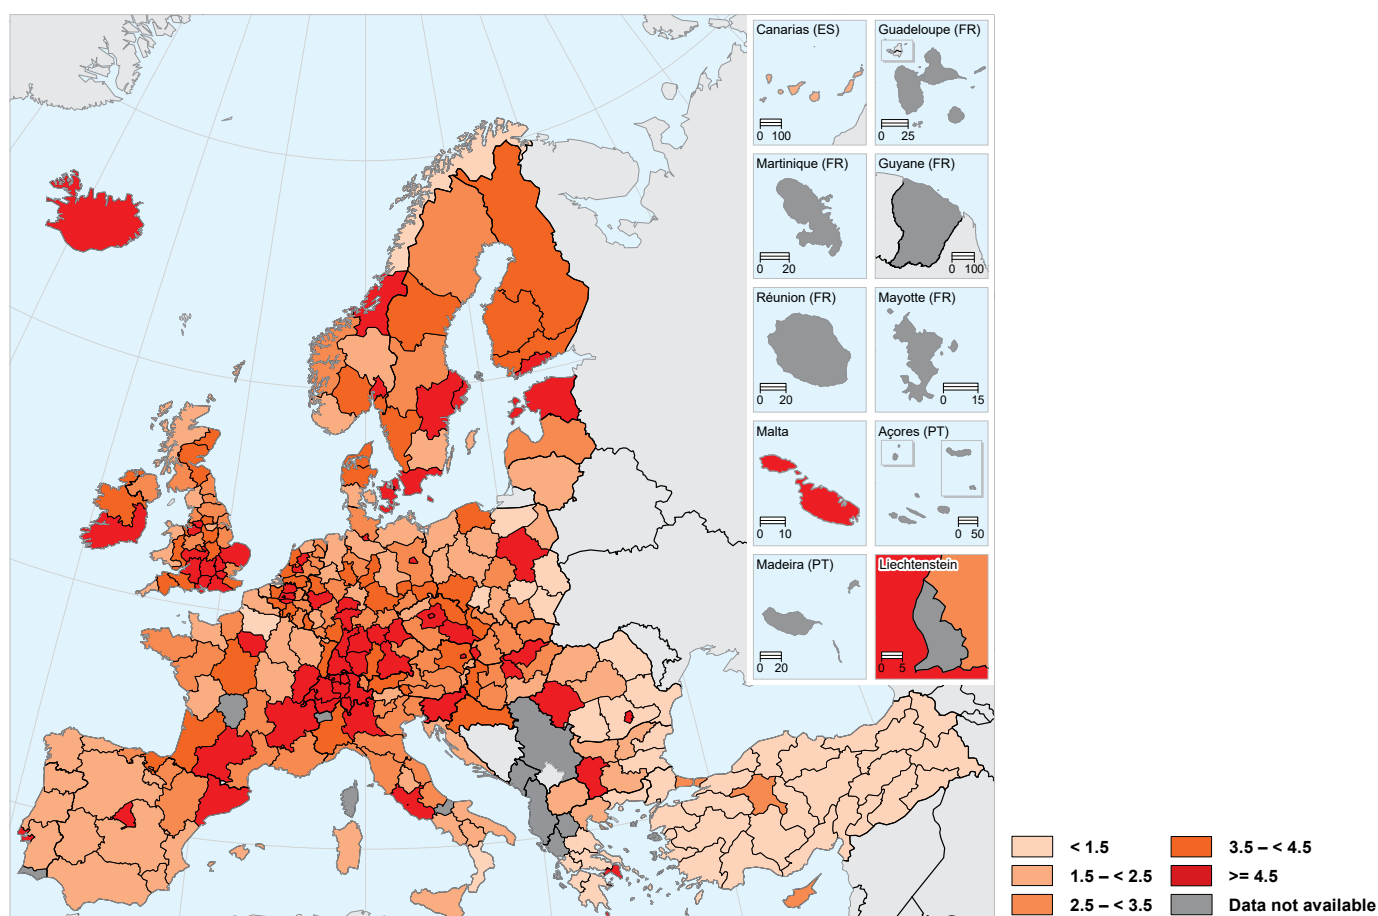 Canarias (ES)
0 100
Guadeloupe (FR)
0 25
Martinique (FR)
0 20
Guyane (FR)
0 100
Réunion (FR)
0 20
Mayotte (FR)
0 15
Malta
0 10
Açores (PT)
0 50
Madeira (PT)
0 20
Liechtenstein
0 5
< 1.5
1.5 – < 2.5
2.5 – < 3.5
3.5 – < 4.5
>= 4.5
Data not available